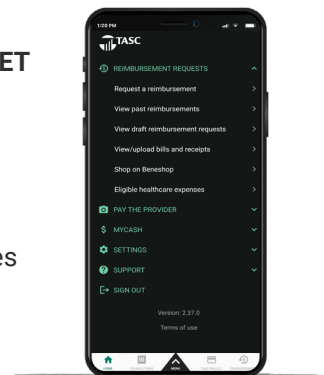 ET
es
1:20 PM
TASC
REIMBURSEMENT REQUESTS
Request a reimbursement
View past reimbursements
View draft reimbursement requests
View/upload bills and receipts
Shop on Beneshop
Eligible healthcare expenses
PAY THE PROVIDER
$ MYCASH
SETTINGS
? SUPPORT
SIGN OUT
Version: 2.37.0
Terms of use
HOME
MENU